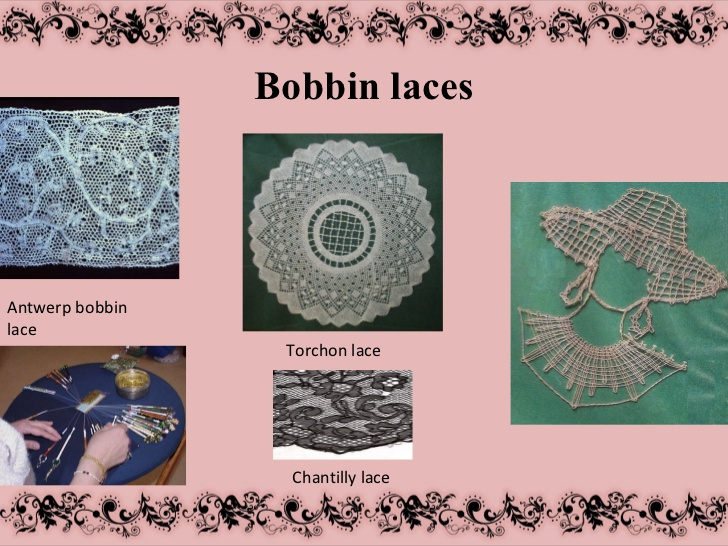 Bobbin laces
Antwerp bobbin
lace
Torchon lace
Chantilly lace